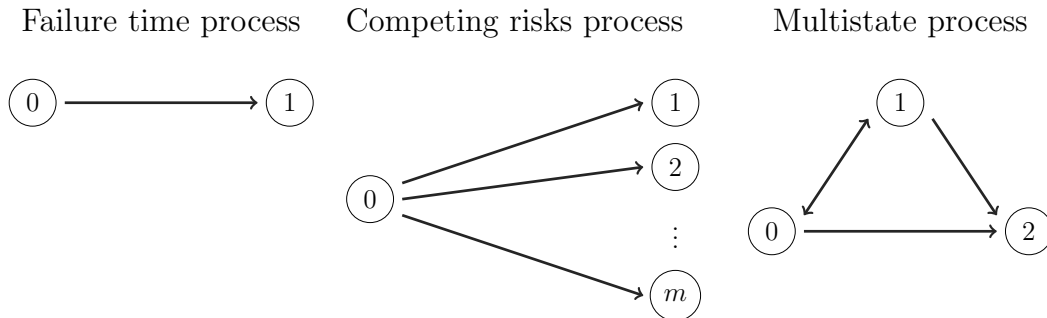 Failure time process
0
1
Competing risks process
0
1
2
⋮
m
Multistate process
1
0
2